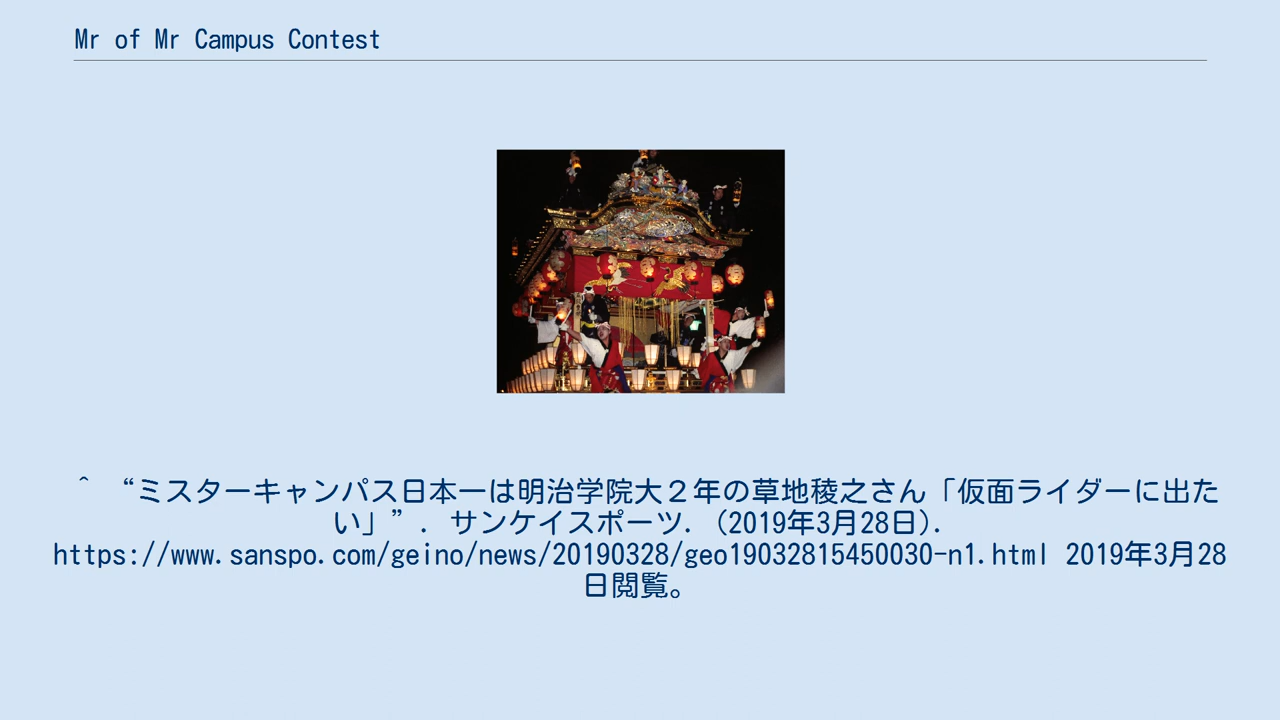 Mr of Mr Campus Contest
^ “ミスターキャンパス日本一は明治学院大２年の草地稜之さん「仮面ライダーに出た
い」”. サンケイスポーツ. (2019年3月28日).
https://www.sanspo.com/geino/news/20190328/geo19032815450030-n1.html 2019年3月28
日閲覧。